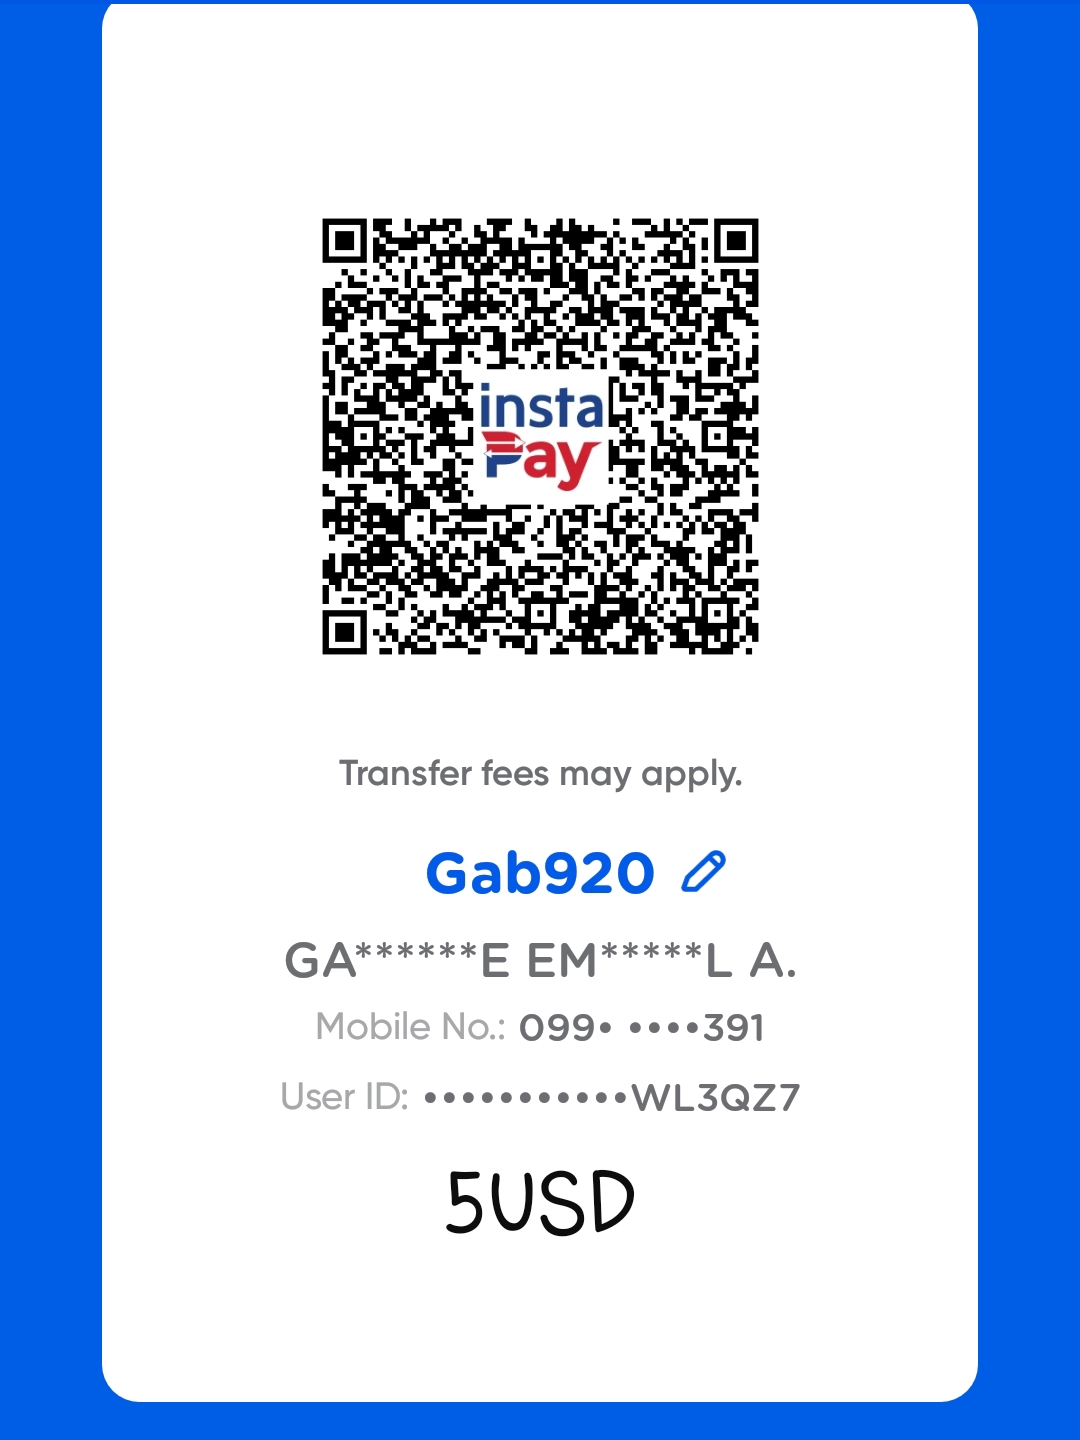 insta
Pay
Transfer fees may apply.
Gab920
GA******E EM*****L A.
Mobile No.: 099• ••••391
User ID: •••••••••••WL3QZ7
5USD